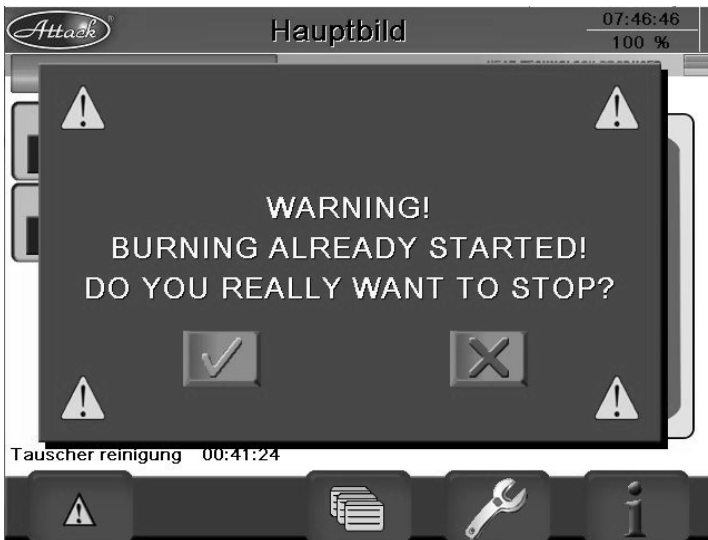 Attack
Hauptbild
07:46:46
100 %
WARNING!
BURNING ALREADY STARTED!
DO YOU REALLY WANT TO STOP?
Tauscher reinigung 00:41:24